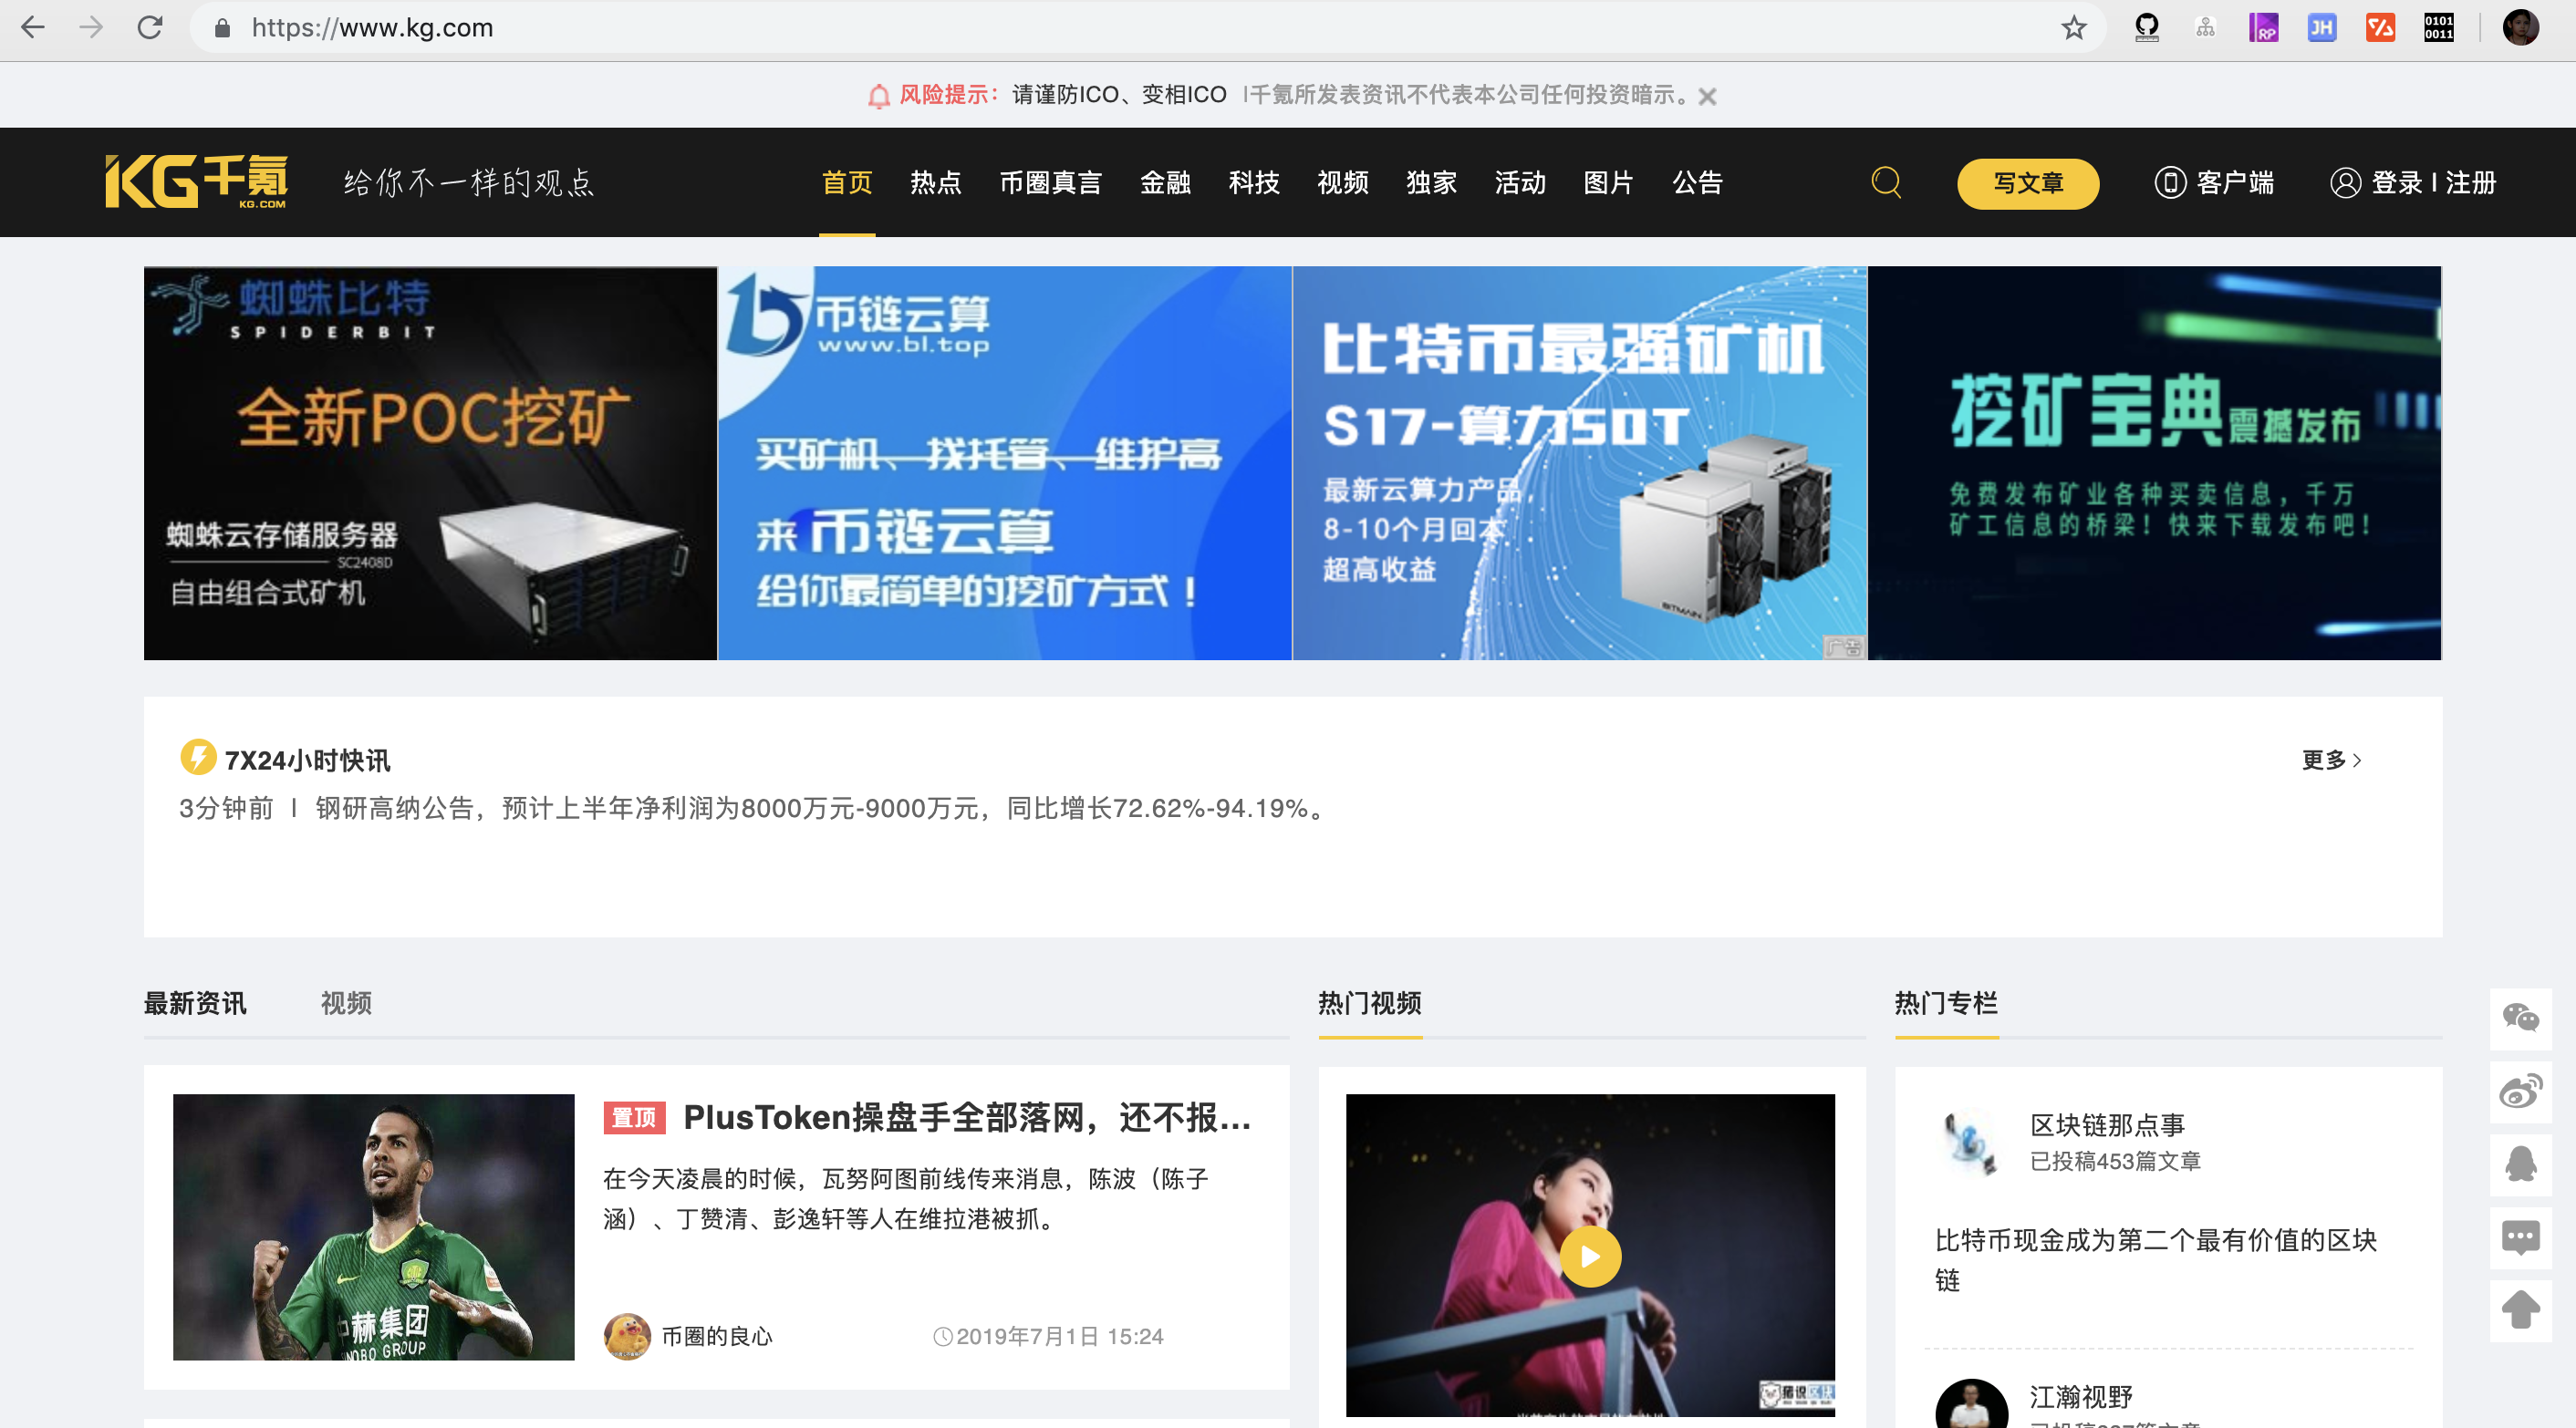 https://www.kg.com
RP
JH
0101
0011
风险提示：请谨防ICO、变相ICO |千氪所发表资讯不代表本公司任何投资暗示。
KG千氪
KG.COM
给你不一样的观点
首页 热点 币圈真言 金融 科技 视频 独家 活动 图片 公告
写文章
客户端
登录 | 注册
蜘蛛比特
SPIDERBIT
全新POC挖矿
蜘蛛云存储服务器
SC2408D
自由组合式矿机
币链云算
www.bl.top
买矿机、找托管、维护高
来 币链云算
给你最简单的挖矿方式！
比特币最强矿机
S17-算力50T
最新云算力产品，
8-10个月回本
超高收益
BITMAIN
广告
挖矿宝典震撼发布
免费发布矿业各种买卖信息，千万
矿工信息的桥梁！快来下载发布吧！
7X24小时快讯
更多
3分钟前 | 钢研高纳公告，预计上半年净利润为8000万元-9000万元，同比增长72.62%-94.19%。
最新资讯 视频
热门视频
热门专栏
置顶 PlusToken操盘手全部落网，还不报...
在今天凌晨的时候，瓦努阿图前线传来消息，陈波（陈子
涵）、丁赞清、彭逸轩等人在维拉港被抓。
币圈的良心
2019年7月1日 15:24
中赫集团
SINOBO GROUP
猪说区块
区块链那点事
已投稿453篇文章
比特币现金成为第二个最有价值的区块
链
江瀚视野